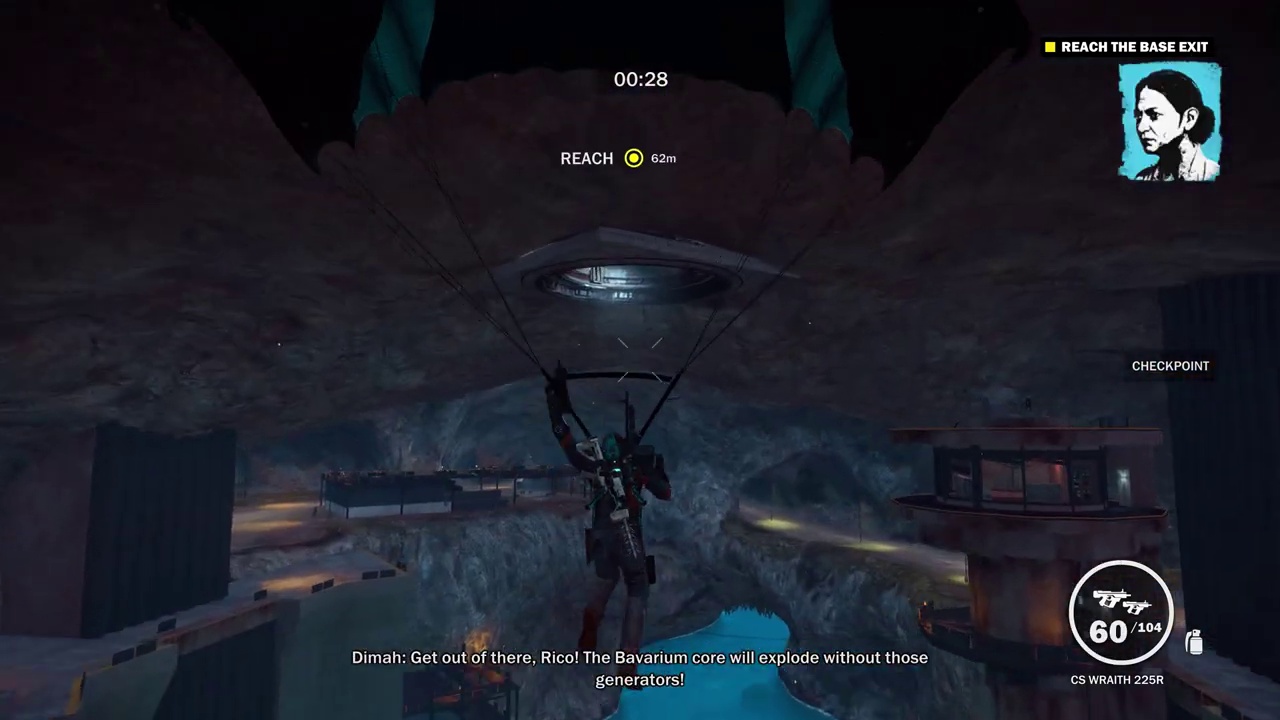 REACH THE BASE EXIT
00:28
REACH 62m
CHECKPOINT
60/104
Dimah: Get out of there, Rico! The Bavarium core will explode without those
generators!
CS WRAITH 225R